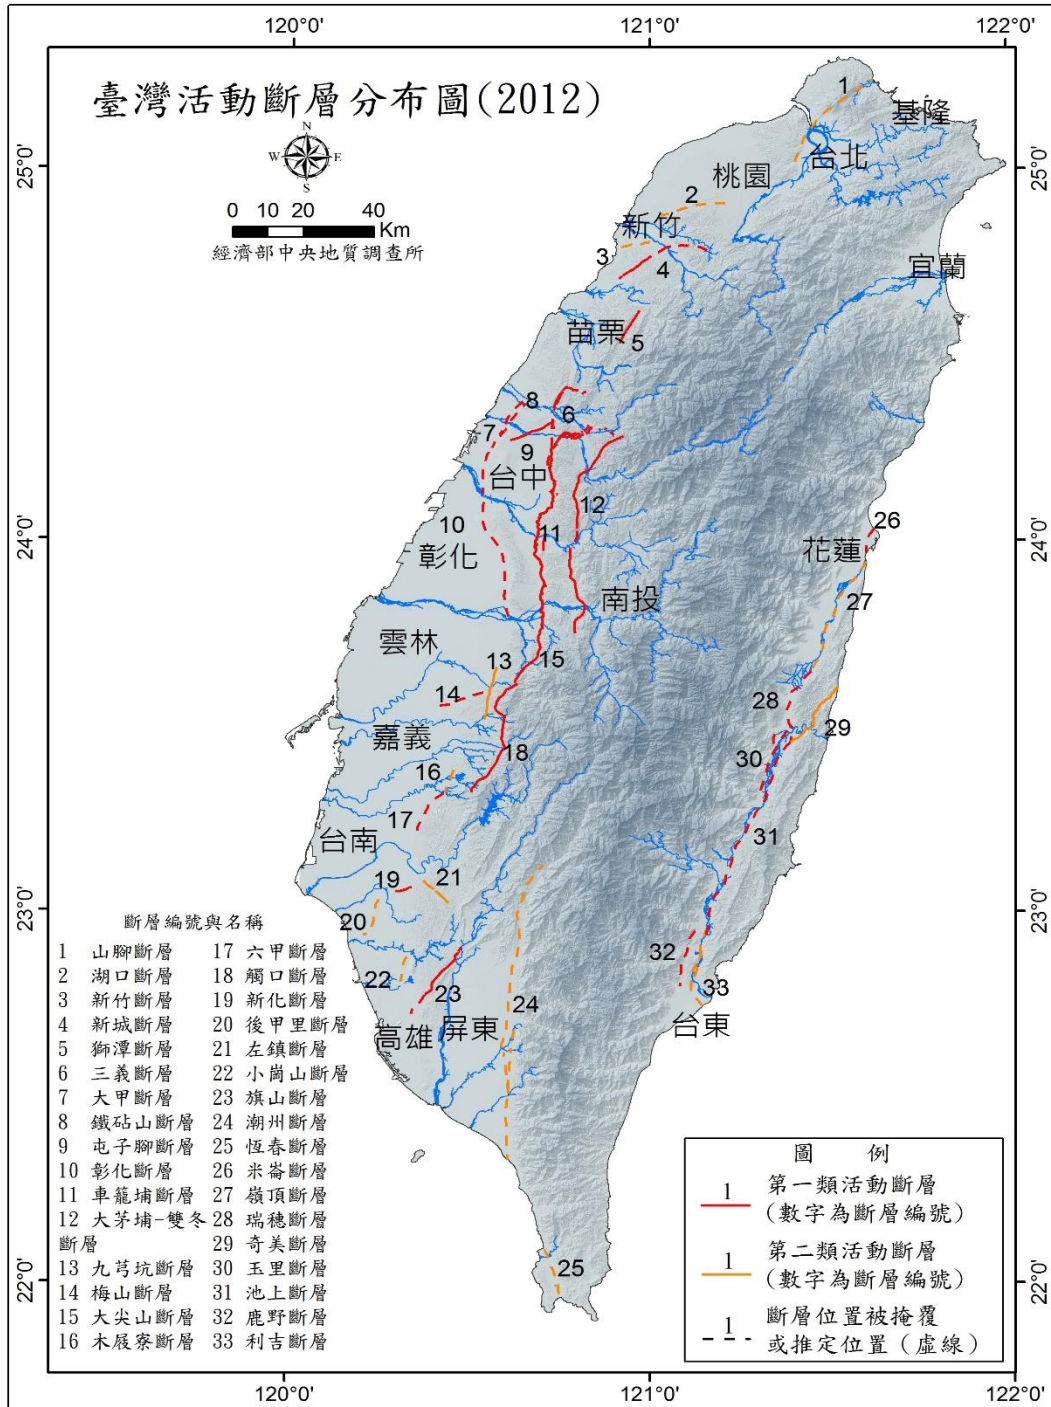 120°0'
121°0'
122°0'
臺灣活動斷層分布圖(2012)
N
W
E
S
0 10 20 40
Km
經濟部中央地質調查所
25°0'
25°0'
24°0'
24°0'
23°0'
23°0'
22°0'
22°0'
1
基隆
台北
桃園
2
新竹
3
4
宜蘭
苗栗
5
8
6
7
9
台中
12
10
11
26
彰化
花蓮
南投
27
雲林
13
15
14
28
29
嘉義
18
30
16
17
31
台南
19
21
20
32
22
23
24
33
高雄
屏東
台東
25
斷層編號與名稱
1 山腳斷層
2 湖口斷層
3 新竹斷層
4 新城斷層
5 獅潭斷層
6 三義斷層
7 大甲斷層
8 鐵砧山斷層
9 屯子腳斷層
10 彰化斷層
11 車籠埔斷層
12 大茅埔-雙冬
斷層
13 九芎坑斷層
14 梅山斷層
15 大尖山斷層
16 木屐寮斷層
17 六甲斷層
18 觸口斷層
19 新化斷層
20 後甲里斷層
21 左鎮斷層
22 小崗山斷層
23 旗山斷層
24 潮州斷層
25 恆春斷層
26 米崙斷層
27 嶺頂斷層
28 瑞穗斷層
29 奇美斷層
30 玉里斷層
31 池上斷層
32 鹿野斷層
33 利吉斷層
圖 例
1 第一類活動斷層
(數字為斷層編號)
1 第二類活動斷層
(數字為斷層編號)
1 斷層位置被掩覆
或推定位置(虛線)
120°0'
121°0'
122°0'